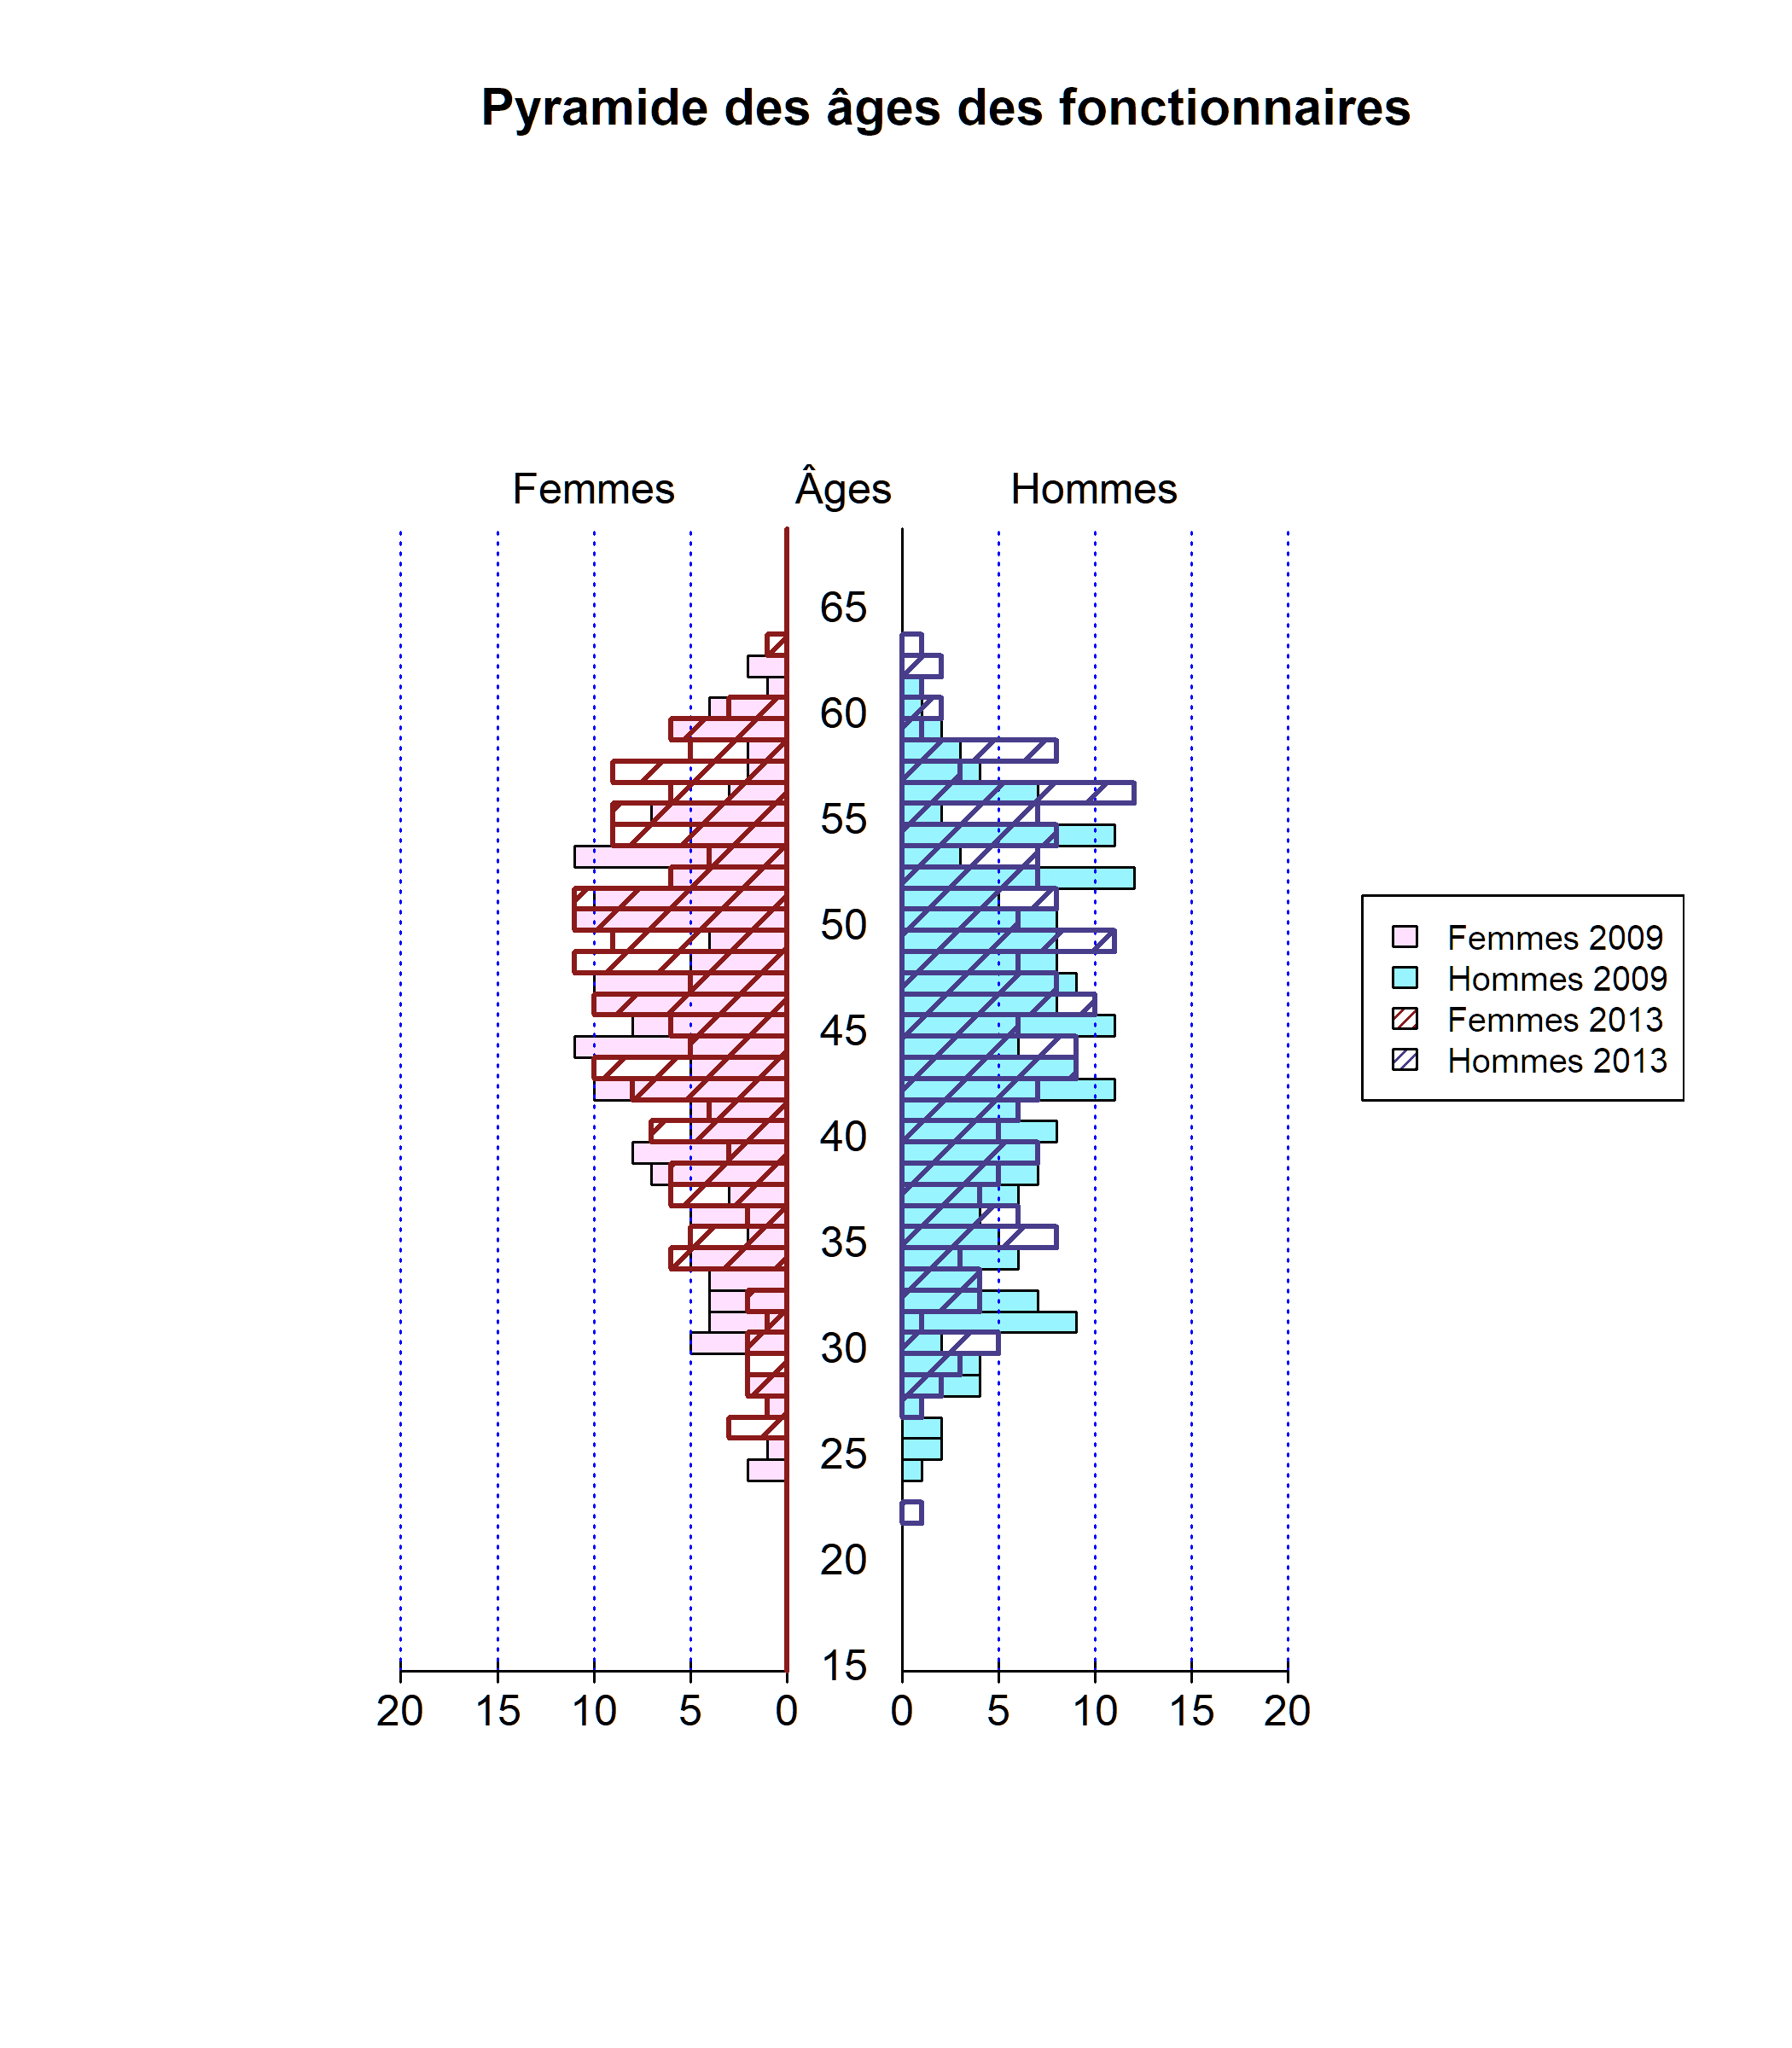 Pyramide des âges des fonctionnaires
Femmes Âges Hommes
65
60
55
50
45
40
35
30
25
20
15
20 15 10 5 0 0 5 10 15 20
Femmes 2009
Hommes 2009
Femmes 2013
Hommes 2013